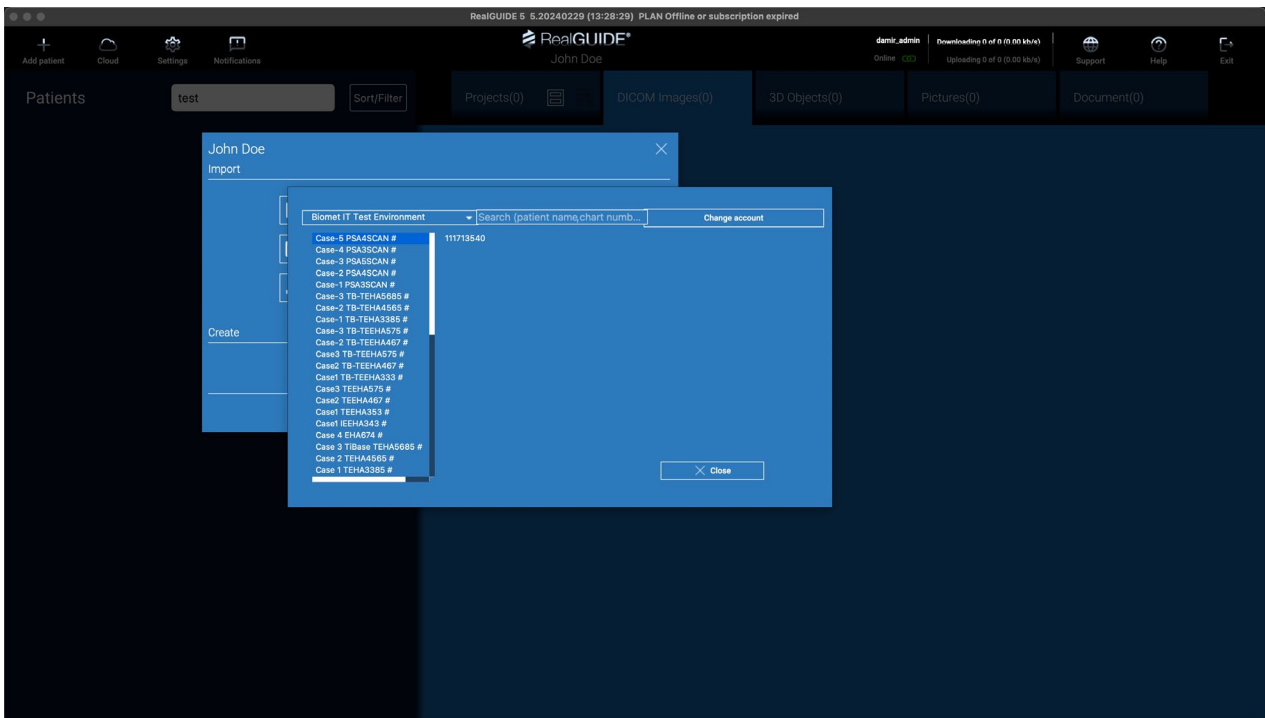 RealGUIDE 5 5.20240229 (13:28:29) PLAN Offline or subscription expired
Add patient
Cloud
Settings
Notifications
RealGUIDE®
John Doe
damir_admin
Online
Downloading 0 of 0 (0.00 kb/s)
Uploading 0 of 0 (0.00 kb/s)
Support
Help
Exit
Patients
test
Sort/Filter
Projects(0)
DICOM Images(0)
3D Objects(0)
Pictures(0)
Document(0)
John Doe
Import
Create
Biomet IT Test Environment
Search (patient name,chart numb...
Change account
Case-5 PSA4SCAN #
111713540
Case-4 PSA3SCAN #
Case-3 PSA5SCAN #
Case-2 PSA4SCAN #
Case-1 PSA3SCAN #
Case-3 TB-TEHA5685 #
Case-2 TB-TEHA4565 #
Case-1 TB-TEHA3385 #
Case-3 TB-TEEHA575 #
Case-2 TB-TEEHA467 #
Case3 TB-TEEHA575 #
Case2 TB-TEEHA467 #
Case1 TB-TEEHA333 #
Case3 TEEHA575 #
Case2 TEEHA467 #
Case1 TEEHA353 #
Case1 IEEHA343 #
Case 4 EHA674 #
Case 3 TiBase TEHA5685 #
Case 2 TEHA4565 #
Case 1 TEHA3385 #
Close